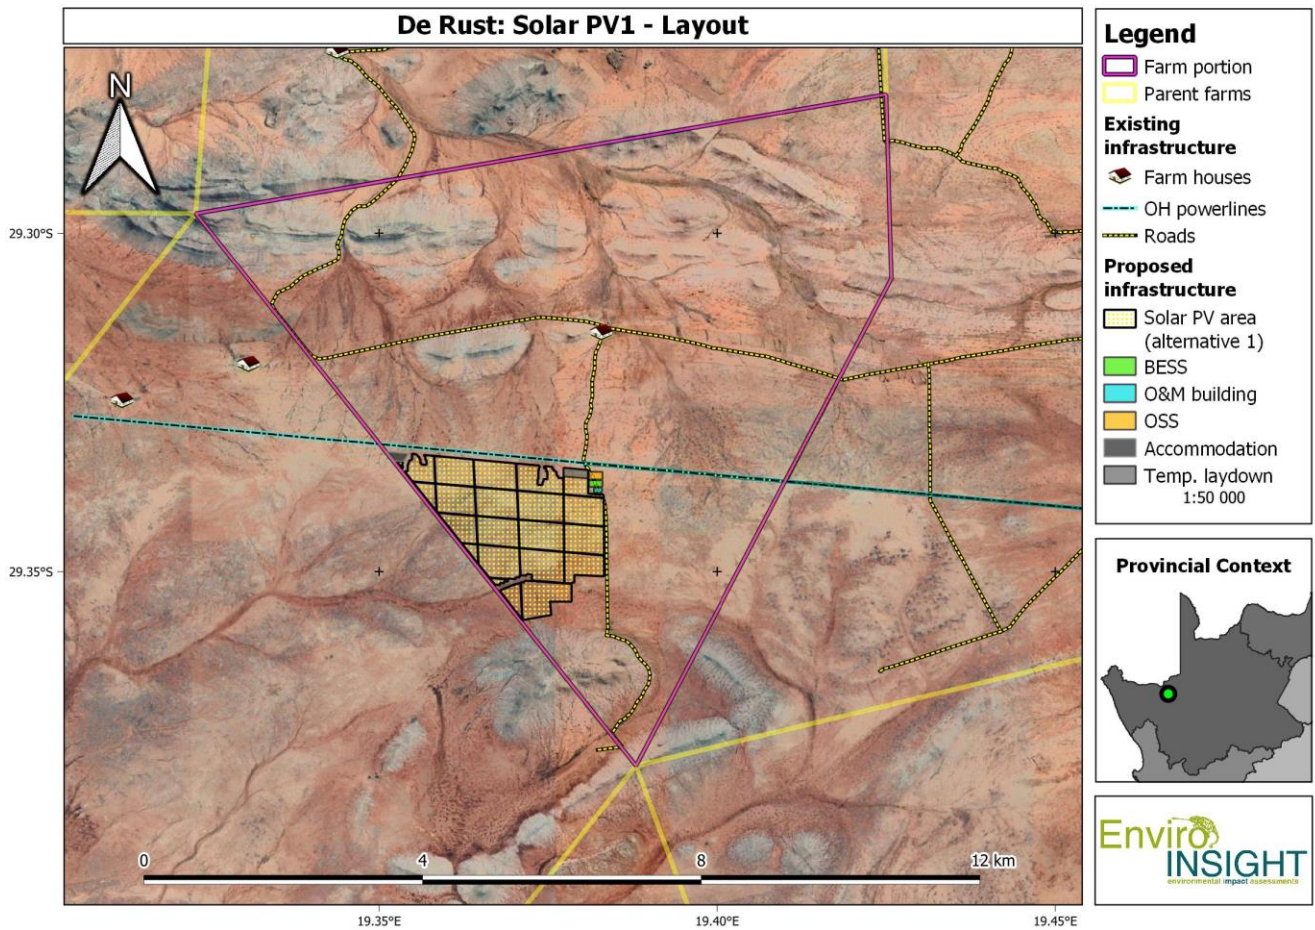 De Rust: Solar PV1 - Layout
N
29.30°S
29.35°S
0
4
8
12 km
19.35°E
19.40°E
19.45°E
Legend
Farm portion
Parent farms
Existing
infrastructure
Farm houses
OH powerlines
Roads
Proposed
infrastructure
Solar PV area
(alternative 1)
BESS
O&M building
OSS
Accommodation
Temp. laydown
1:50 000
Provincial Context
Enviro
INSIGHT
environmental impact assessments